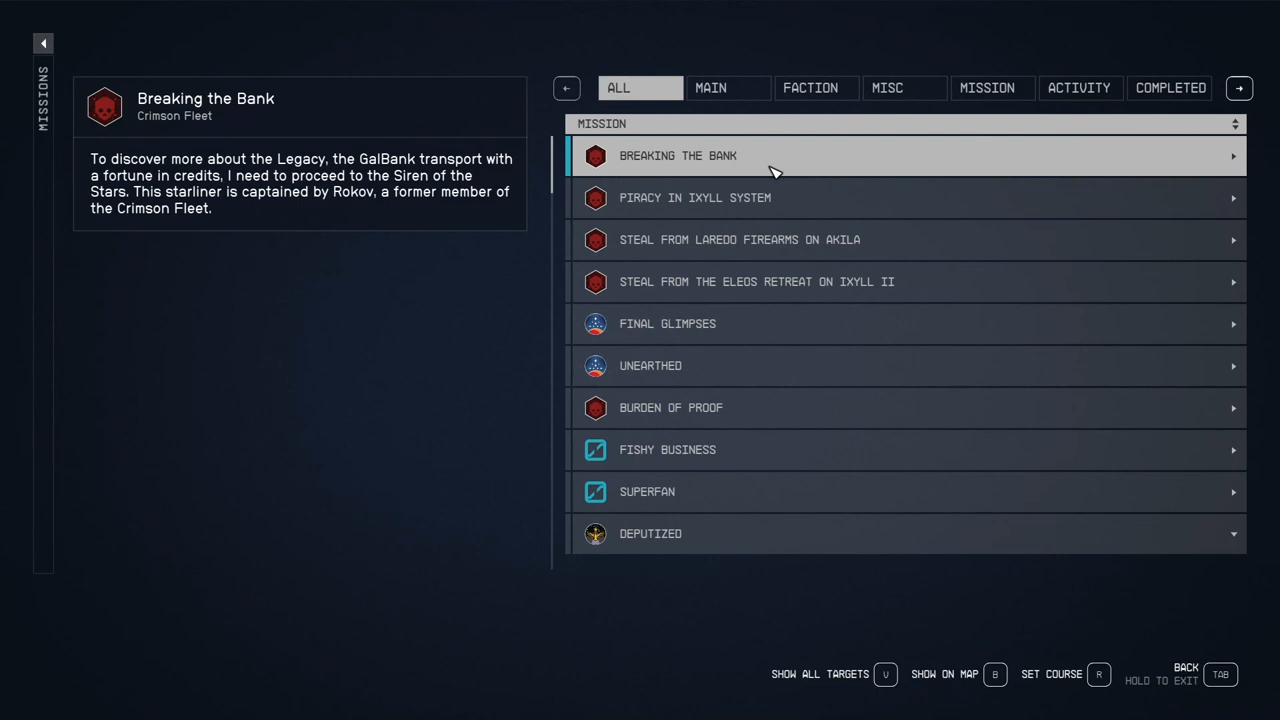 MISSIONS
Breaking the Bank
Crimson Fleet
To discover more about the Legacy, the GalBank transport with
a fortune in credits, I need to proceed to the Siren of the
Stars. This starliner is captained by Rokov, a former member of
the Crimson Fleet.
ALL MAIN FACTION MISC MISSION ACTIVITY COMPLETED
MISSION
BREAKING THE BANK
PIRACY IN IXYLL SYSTEM
STEAL FROM LAREDO FIREARMS ON AKILA
STEAL FROM THE ELEOS RETREAT ON IXYLL II
FINAL GLIMPSES
UNEARTHED
BURDEN OF PROOF
FISHY BUSINESS
SUPERFAN
DEPUTIZED
SHOW ALL TARGETS V SHOW ON MAP B SET COURSE R BACK TAB
HOLD TO EXIT